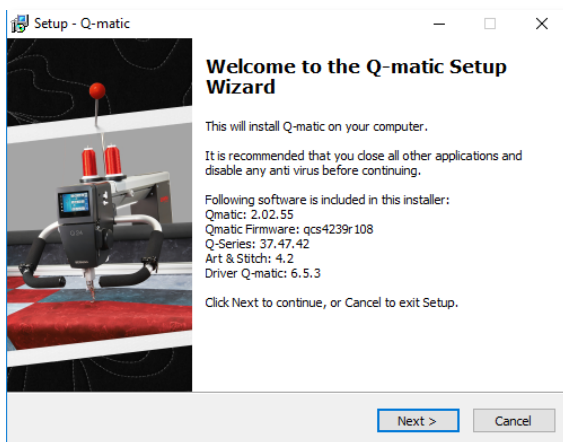 Setup - Q-matic
Welcome to the Q-matic Setup
Wizard
This will install Q-matic on your computer.
It is recommended that you close all other applications and
disable any anti virus before continuing.
Following software is included in this installer:
Qmatic: 2.02.55
Qmatic Firmware: qcs4239r108
Q-Series: 37.47.42
Art & Stitch: 4.2
Driver Q-matic: 6.5.3
Click Next to continue, or Cancel to exit Setup.
Next >
Cancel